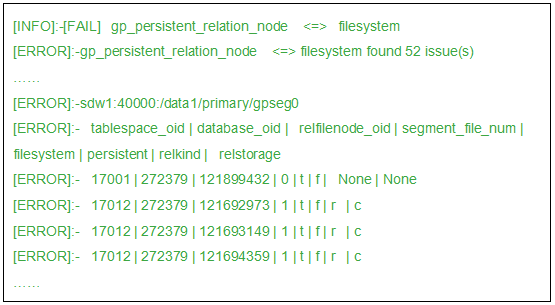 [INFO]:-[FAIL] gp_persistent_relation_node <=> filesystem
[ERROR]:-gp_persistent_relation_node <=> filesystem found 52 issue(s)
……
[ERROR]:-sdw1:40000:/data1/primary/gpseg0
[ERROR]:- tablespace_oid | database_oid | relfilenode_oid | segment_file_num |
filesystem | persistent | relkind | relstorage
[ERROR]:- 17001 | 272379 | 121899432 | 0 | t | f | None | None
[ERROR]:- 17012 | 272379 | 121692973 | 1 | t | f | r | c
[ERROR]:- 17012 | 272379 | 121693149 | 1 | t | f | r | c
[ERROR]:- 17012 | 272379 | 121694359 | 1 | t | f | r | c
……